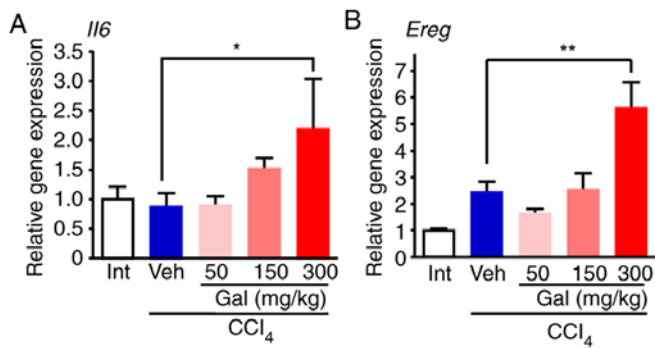 A
Il6
*
Relative gene expression
3.5
3.0
2.5
2.0
1.5
1.0
0.5
0
Int Veh 50 150 300
Gal (mg/kg)
CCl4
B
Ereg
**
Relative gene expression
7
6
5
4
3
2
1
0
Int Veh 50 150 300
Gal (mg/kg)
CCl4